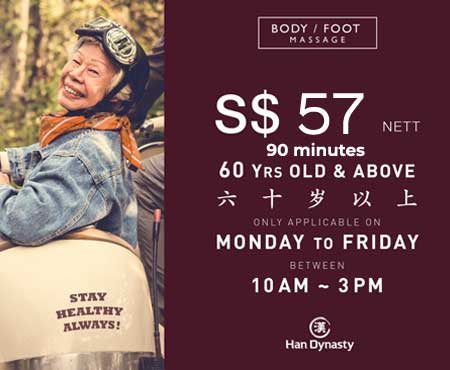 BODY / FOOT
MASSAGE
S$ 57 NETT
90 minutes
60 YRS OLD & ABOVE
六十岁以上
ONLY APPLICABLE ON
MONDAY TO FRIDAY
BETWEEN
10AM ~ 3PM
漢
Han Dynasty
STAY
HEALTHY
ALWAYS!